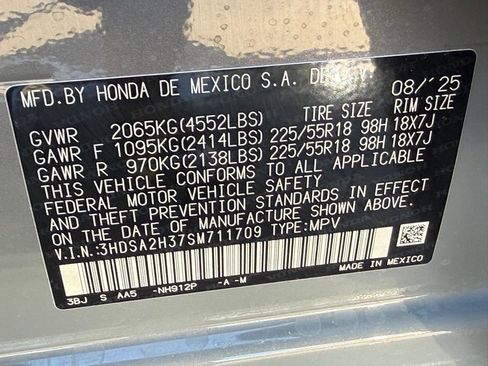 MFD.BY HONDA DE MEXICO S.A. DE C.V. 08/'25
TIRE SIZE RIM SIZE
GVWR 2065KG(4552LBS)
GAWR F 1095KG(2414LBS) 225/55R18 98H 18X7J
GAWR R 970KG(2138LBS) 225/55R18 98H 18X7J
THIS VEHICLE CONFORMS TO ALL APPLICABLE
FEDERAL MOTOR VEHICLE SAFETY
AND THEFT PREVENTION STANDARDS IN EFFECT
ON THE DATE OF MANUFACTURE SHOWN ABOVE.
V.I.N.:3HDSA2H37SM711709 TYPE:MPV
MADE IN MEXICO
3BJ S AA5 -NH912P -A -M